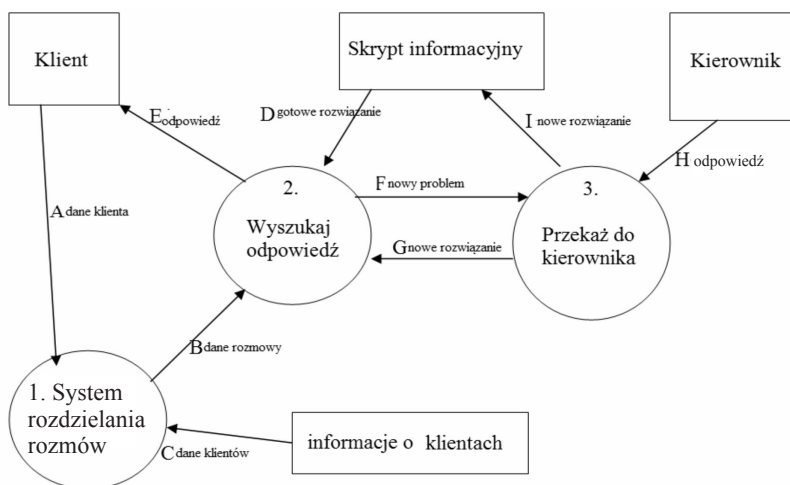 Klient
Skrypt informacyjny
Kierownik
E odpowiedź
D gotowe rozwiązanie
I nowe rozwiązanie
H odpowiedź
2.
Wyszukaj
odpowiedź
F nowy problem
3.
Przekaż do
kierownika
A dane klienta
G nowe rozwiązanie
B dane rozmowy
1. System
rozdzielania
rozmów
C dane klientów
informacje o klientach